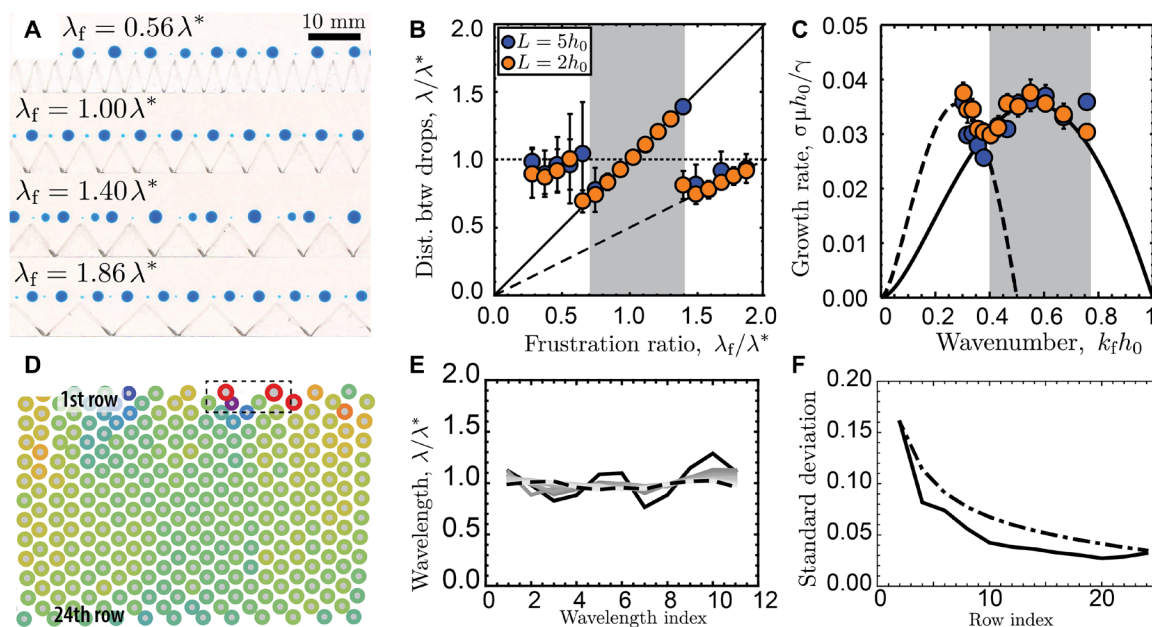 A
λf = 0.56λ*
10 mm
λf = 1.00λ*
λf = 1.40λ*
λf = 1.86λ*
B
2.0
1.5
1.0
0.5
0.0
Dist. btw drops, λ/λ*
L = 5h0
L = 2h0
0.0 0.5 1.0 1.5 2.0
Frustration ratio, λf/λ*
C
0.05
0.04
0.03
0.02
0.01
0.00
Growth rate, σμh0/γ
0 0.2 0.4 0.6 0.8 1
Wavenumber, kfh0
D
1st row
24th row
E
2.0
1.5
1.0
0.5
0.0
Wavelength, λ/λ*
0 2 4 6 8 10 12
Wavelength index
F
0.20
0.15
0.10
0.05
0.00
Standard deviation
0 10 20
Row index